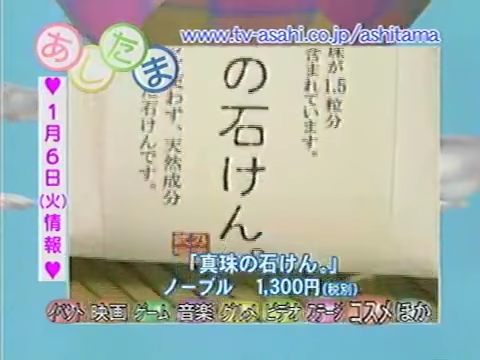 あしたま
www.tv-asahi.co.jp/ashitama
♥1月6日(火)情報♥
珠が1.5粒分
含まれています。
の石けん。
わず、天然成分
石けんです。
「真珠の石けん。」
ノーブル 1,300円(税別)
イベント 映画 ゲーム 音楽 グルメ ビデオ ステージ コスメ ほか